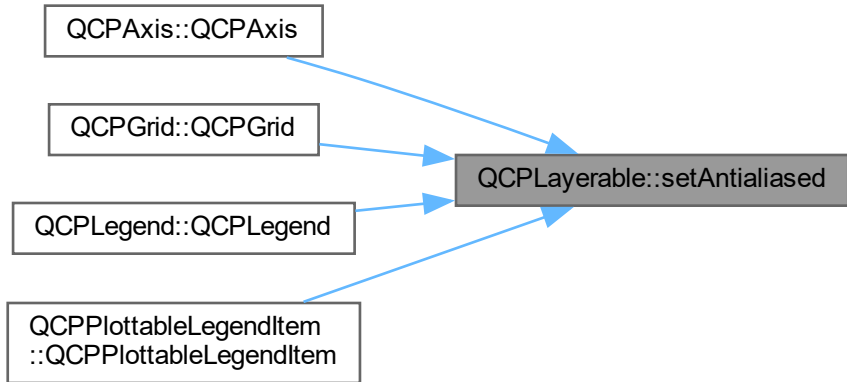 QCPAxis::QCPAxis
QCPGrid::QCPGrid
QCPLayerable::setAntialiased
QCPLegend::QCPLegend
QCPPlottableLegendItem
::QCPPlottableLegendItem